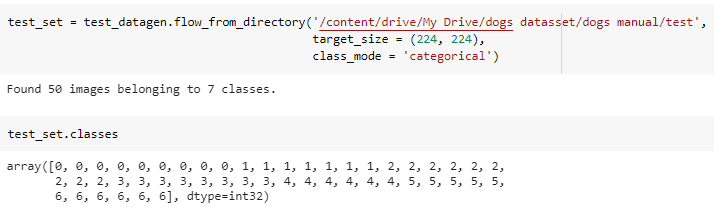 test_set = test_datagen.flow_from_directory('/content/drive/My Drive/dogs datasset/dogs manual/test',
target_size = (224, 224),
class_mode = 'categorical')
Found 50 images belonging to 7 classes.
test_set.classes
array([0, 0, 0, 0, 0, 0, 0, 0, 0, 1, 1, 1, 1, 1, 1, 1, 2, 2, 2, 2, 2, 2,
2, 2, 2, 3, 3, 3, 3, 3, 3, 3, 3, 4, 4, 4, 4, 4, 4, 5, 5, 5, 5, 5,
6, 6, 6, 6, 6, 6], dtype=int32)